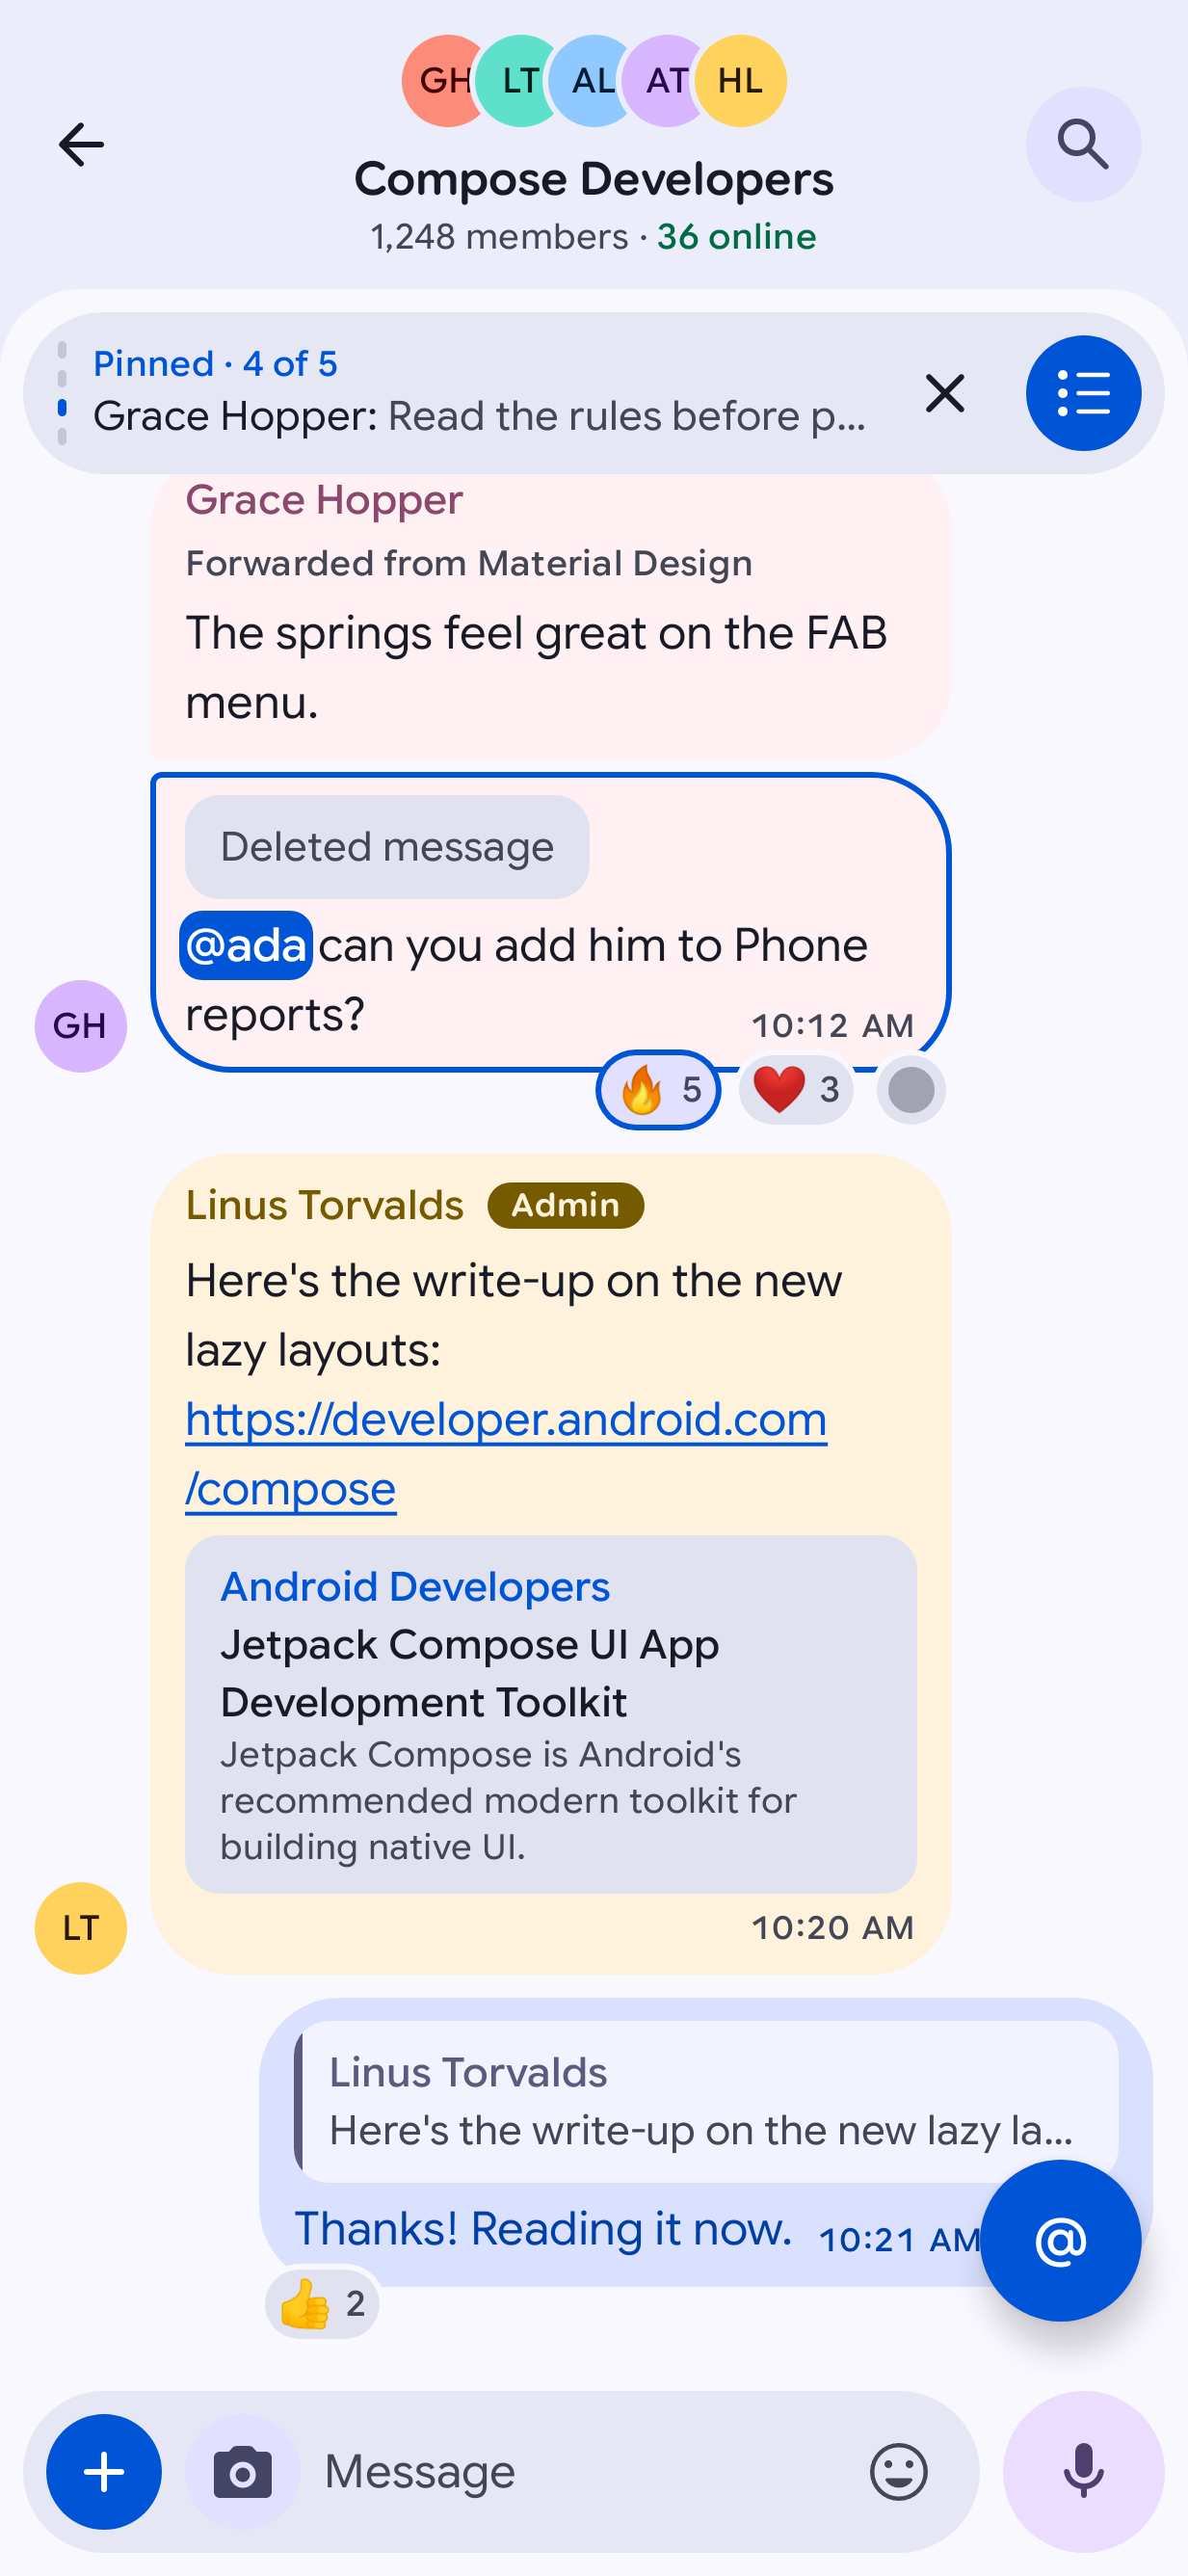 GH LT AL AT HL
Compose Developers
1,248 members · 36 online
Pinned · 4 of 5
Grace Hopper: Read the rules before p...
Grace Hopper
Forwarded from Material Design
The springs feel great on the FAB
menu.
Deleted message
@ada can you add him to Phone
reports?
10:12 AM
GH
5
3
Linus Torvalds Admin
Here's the write-up on the new
lazy layouts:
https://developer.android.com
/compose
Android Developers
Jetpack Compose UI App
Development Toolkit
Jetpack Compose is Android's
recommended modern toolkit for
building native UI.
10:20 AM
LT
Linus Torvalds
Here's the write-up on the new lazy la...
Thanks! Reading it now. 10:21 AM
@
2
Message